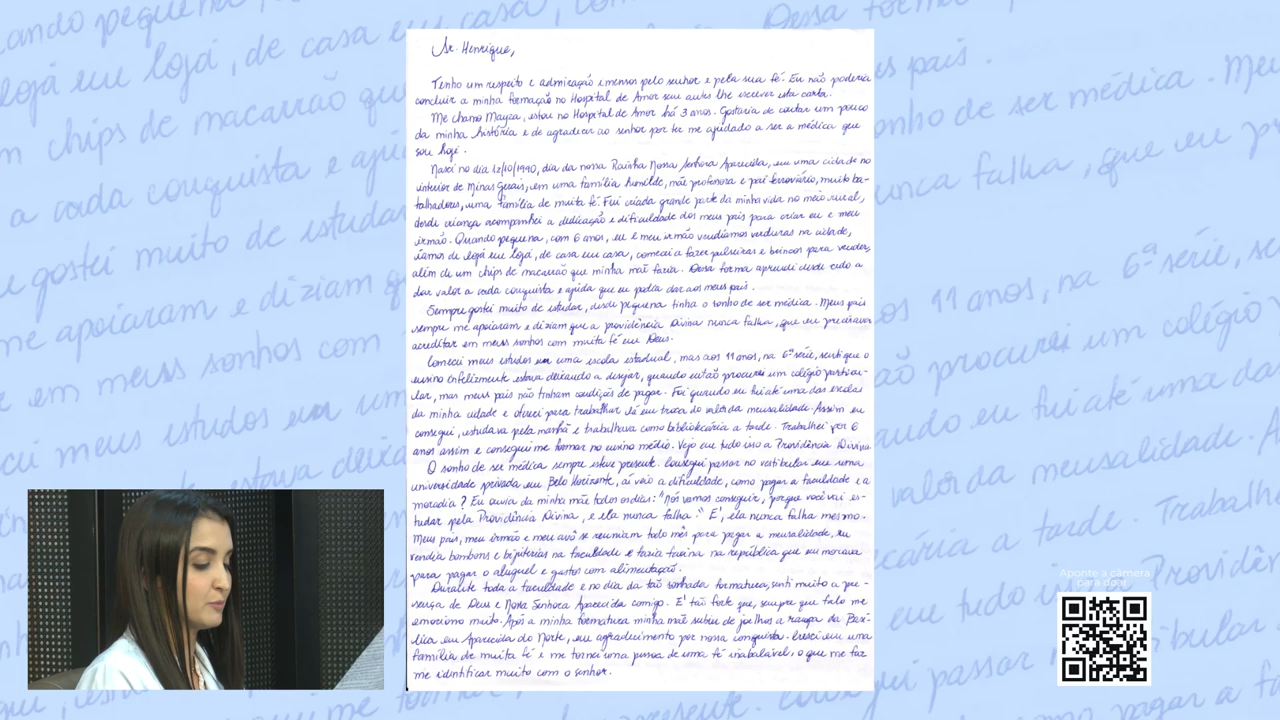 Sr. Henrique,
Tenho um respeito e admiração imensos pelo senhor e pela sua fé. Eu não poderia
concluir a minha formação no Hospital de Amor sem antes lhe escrever esta carta.
Me chamo Mayza, estou no Hospital de Amor há 3 anos. Gostaria de contar um pouco
da minha história e de agradecer ao senhor por ter me ajudado a ser a médica que
sou hoje.
Nasci no dia 12/10/1990, dia da nossa Rainha Nossa Senhora Aparecida, em uma cidade no
interior de Minas Gerais, em uma família humilde, mãe professora e pai ferroviário, muito ba-
talhadores, uma família de muita fé. Fui criada grande parte da minha vida no meio rural,
desde criança acompanhei a dedicação e dificuldade dos meus pais para criar eu e meu
irmão. Quando pequena, com 6 anos, eu e meu irmão vendíamos verduras na cidade,
íamos de loja em loja, de casa em casa, comecei a fazer pulseiras e brincos para vender,
além de um chips de macarrão que minha mãe fazia. Dessa forma aprendi desde cedo a
dar valor a cada conquista e ajuda que eu podia dar aos meus pais.
Sempre gostei muito de estudar, desde pequena tinha o sonho de ser médica. Meus pais
sempre me apoiaram e diziam que a providência Divina nunca falha, que eu precisava
acreditar em meus sonhos com muita fé em Deus.
Comecei meus estudos em uma escola estadual, mas aos 11 anos, na 6ª série, senti que o
ensino enfelizmente estava deixando a desejar, quando então procurei um colégio particu-
lar, mas meus pais não tinham condições de pagar. Foi quando eu fui até uma das escolas
da minha cidade e ofereci para trabalhar lá em troca do valor da mensalidade. Assim eu
consegui, estudava pela manhã e trabalhava como bibliotecária a tarde. Trabalhei por 6
anos assim e consegui me formar no ensino médio. Vejo em tudo isso a Providência Divina.
O sonho de ser médica sempre esteve presente. Consegui passar no vestibular em uma
universidade privada em Belo Horizonte, aí veio a dificuldade, como pagar a faculdade e a
moradia? Eu ouvia da minha mãe todos os dias: "Nós vamos conseguir, porque você vai es-
tudar pela Providência Divina, e ela nunca falha." E, ela nunca falha mesmo.
Meus pais, meu irmão e meu avô se reuniam todo mês para pagar a mensalidade, eu
vendia bombons e bijuterias na faculdade e fazia faxina na república que eu morava
para pagar o aluguel e gastos com alimentação.
Durante toda a faculdade e no dia da tão sonhada formatura, senti muito a pre-
sença de Deus e Nossa Senhora Aparecida comigo. É tão forte que, sempre que falo me
emociono muito. Após a minha formatura minha mãe subiu de joelhos a rampa da Basí-
lica em Aparecida do Norte, em agradecimento por nossa conquista. Cresci em uma
família de muita fé e me tornei uma pessoa de uma fé inabalável, o que me faz
me identificar muito com o senhor.
Aponte a câmera
para doar